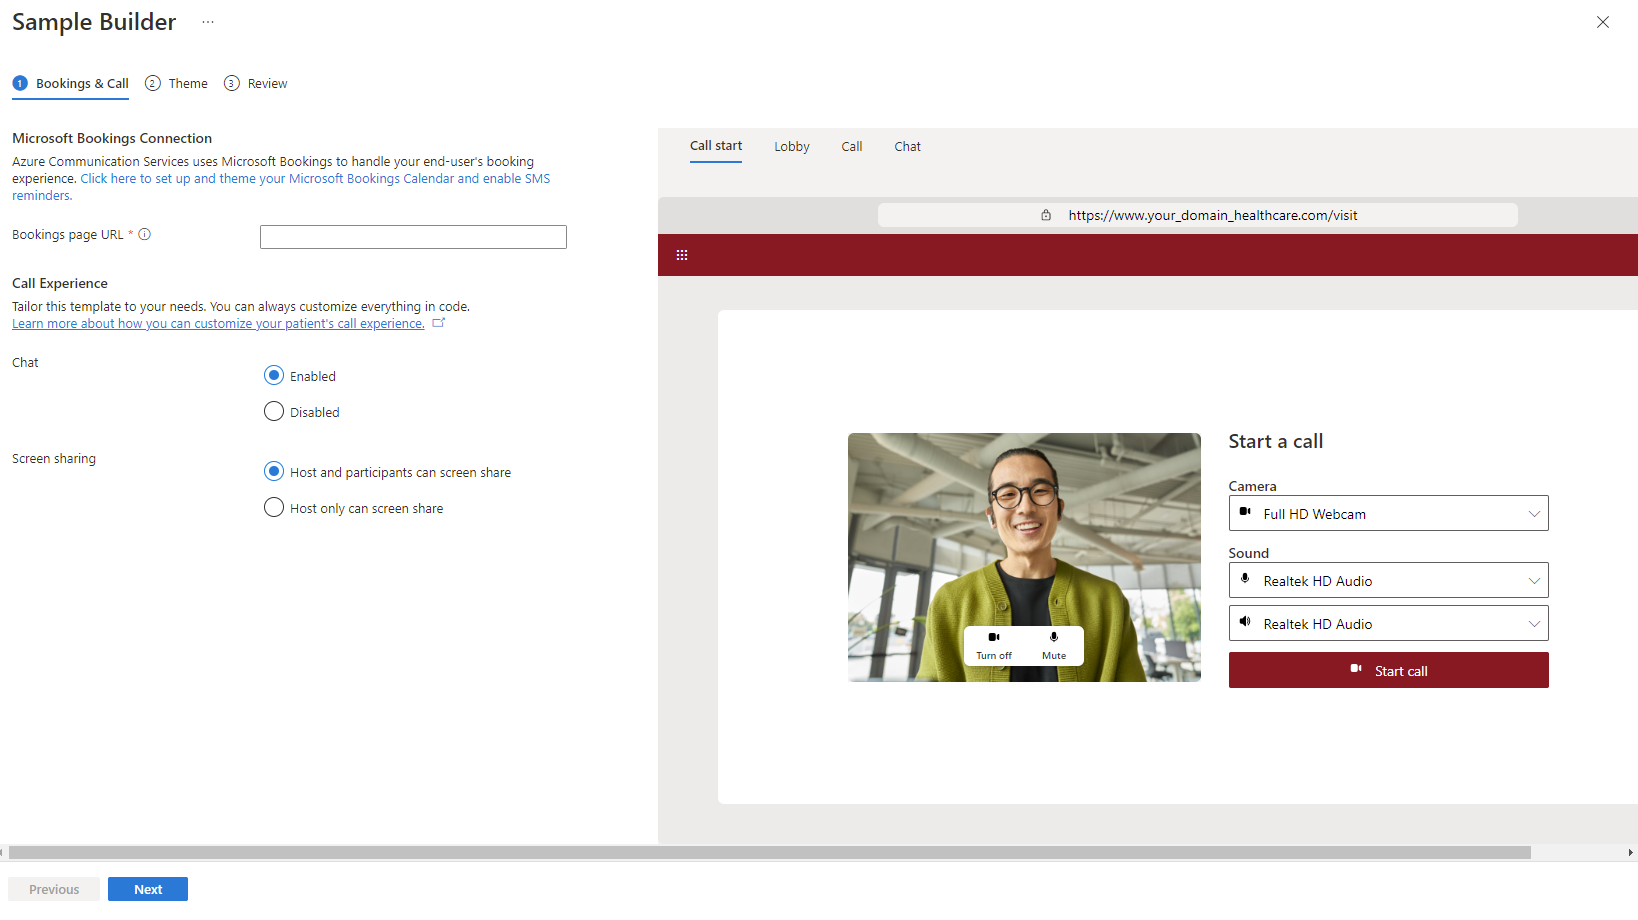 Sample Builder ...
1 Bookings & Call 2 Theme 3 Review
Microsoft Bookings Connection
Azure Communication Services uses Microsoft Bookings to handle your end-user's booking
experience. Click here to set up and theme your Microsoft Bookings Calendar and enable SMS
reminders.
Bookings page URL *
Call Experience
Tailor this template to your needs. You can always customize everything in code.
Learn more about how you can customize your patient's call experience.
Chat
Enabled
Disabled
Screen sharing
Host and participants can screen share
Host only can screen share
Call start Lobby Call Chat
https://www.your_domain_healthcare.com/visit
Turn off Mute
Start a call
Camera
Full HD Webcam
Sound
Realtek HD Audio
Realtek HD Audio
Start call
Previous Next